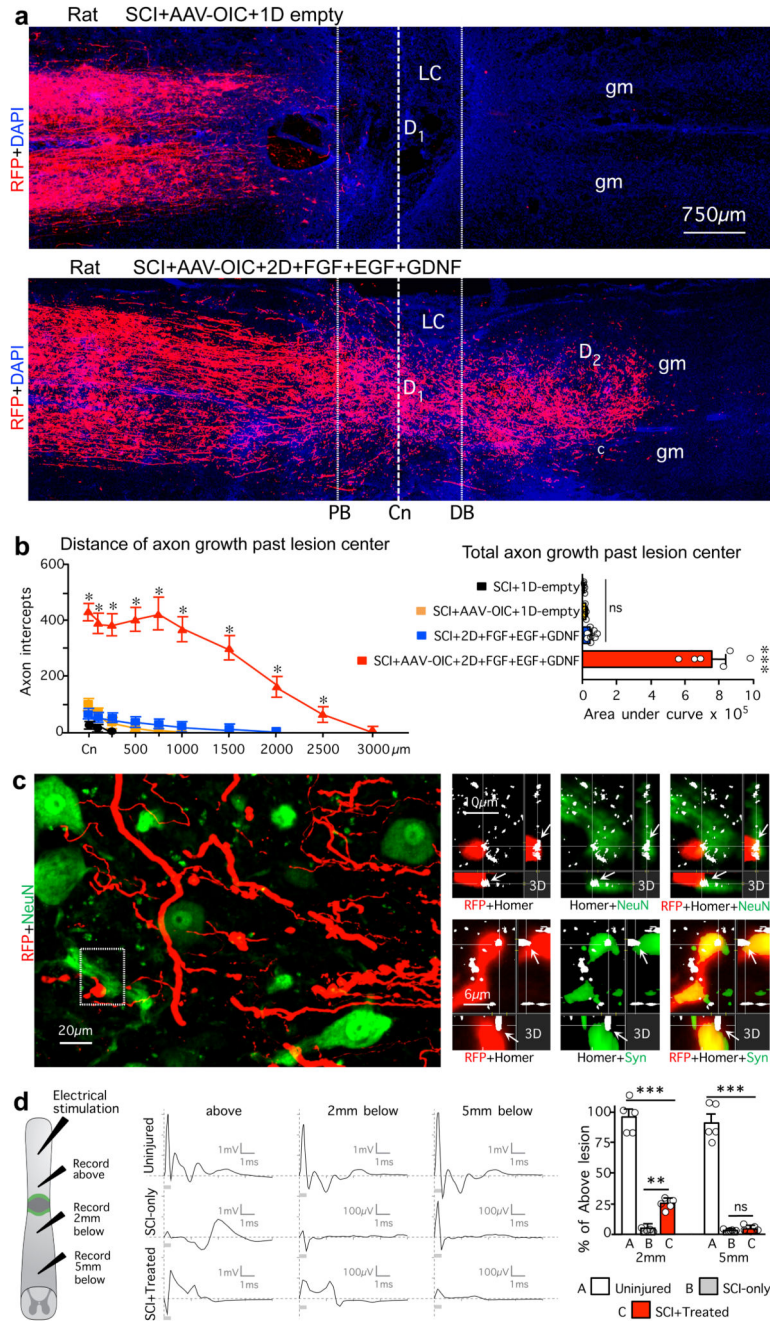 a Rat SCI+AAV-OIC+1D empty
RFP+DAPI
LC
D1
gm
gm
750µm
Rat SCI+AAV-OIC+2D+FGF+EGF+GDNF
RFP+DAPI
LC
D2
D1
gm
gm
c
PB Cn DB
b Distance of axon growth past lesion center
Axon intercepts
600
400
200
0
Cn 500 1000 1500 2000 2500 3000 µm
* * * * * * * * *
Total axon growth past lesion center
SCI+1D-empty
SCI+AAV-OIC+1D-empty
SCI+2D+FGF+EGF+GDNF
SCI+AAV-OIC+2D+FGF+EGF+GDNF
ns
***
0 2 4 6 8 10
Area under curve x 10⁵
c
RFP+NeuN
20µm
10µm
3D 3D 3D
RFP+Homer Homer+NeuN RFP+Homer+NeuN
6µm
3D 3D 3D
RFP+Homer Homer+Syn RFP+Homer+Syn
d Electrical stimulation
Record above
Record 2mm below
Record 5mm below
above 2mm below 5mm below
Uninjured
1mV 1ms 1mV 1ms 1mV 1ms
SCI-only
1mV 1ms 100µV 1ms 100µV 1ms
SCI+Treated
1mV 1ms 100µV 1ms 100µV 1ms
% of Above lesion
100
75
50
25
0
*** ***
** ns
A B C A B C
2mm 5mm
A Uninjured B SCI-only
C SCI+Treated